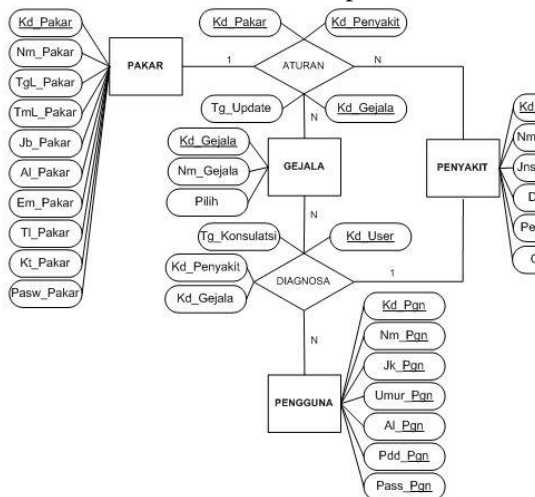 Kd_Pakar
Nm_Pakar
TgL_Pakar
TmL_Pakar
Jb_Pakar
Al_Pakar
Em_Pakar
Tl_Pakar
Kt_Pakar
Pasw_Pakar
PAKAR
1
Kd_Pakar
Kd_Penyakit
ATURAN
N
Tg_Update
Kd_Gejala
N
Kd_Gejala
Nm_Gejala
Pilih
GEJALA
PENYAKIT
Kd
Nm
Jns
D
Pe
N
Tg_Konsulatsi
Kd_User
Kd_Penyakit
Kd_Gejala
DIAGNOSA
1
N
PENGGUNA
Kd_Pgn
Nm_Pgn
Jk_Pgn
Umur_Pgn
Al_Pgn
Pdd_Pgn
Pass_Pgn